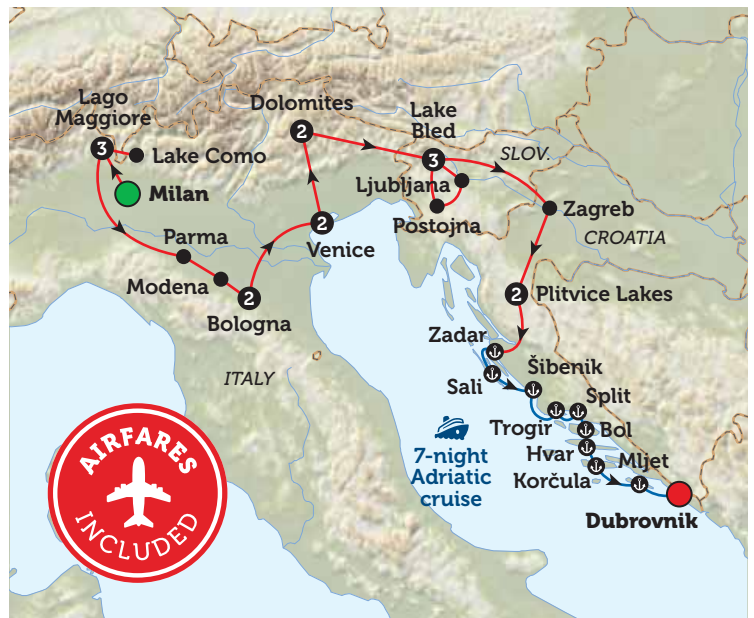 Lago
Maggiore
3
Lake Como
Milan
Dolomites
2
Lake
Bled
3
SLOV.
Ljubljana
Postojna
Zagreb
CROATIA
Parma
Modena
2
Bologna
2
Venice
2
Plitvice Lakes
ITALY
Zadar
Sali
Šibenik
Split
Trogir
Bol
Hvar
Mljet
Korčula
Dubrovnik
7-night
Adriatic
cruise
AIRFARES
INCLUDED